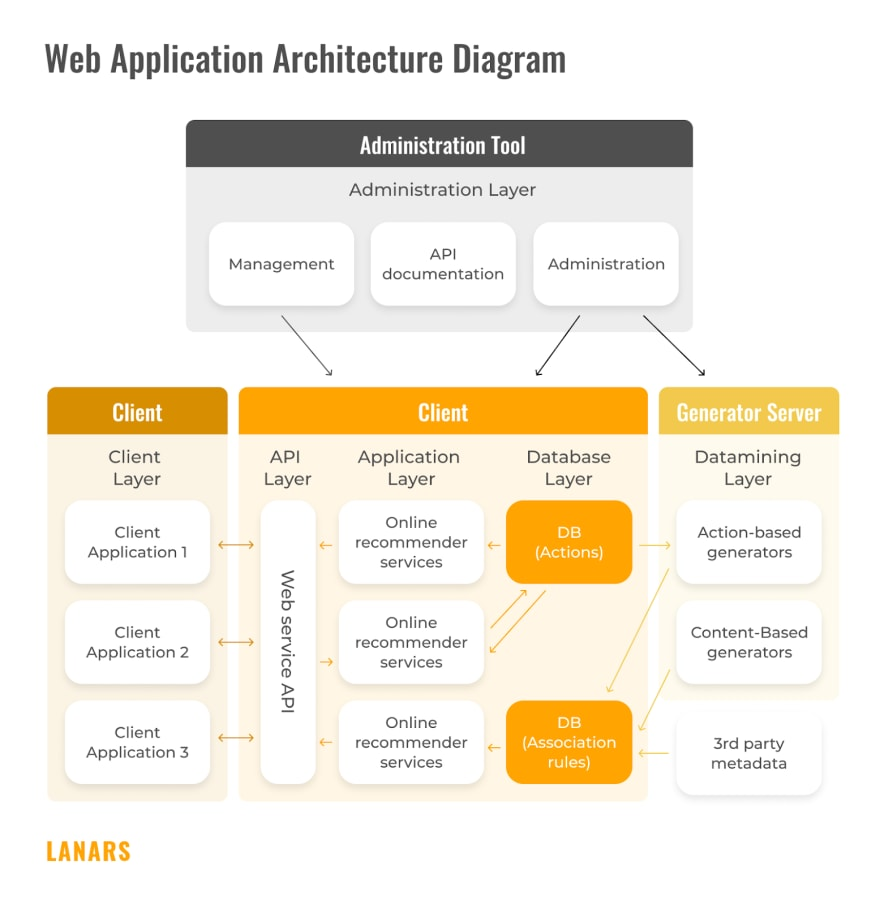 Web Application Architecture Diagram
Administration Tool
Administration Layer
Management
API
documentation
Administration
Client
Client
Layer
Client
Application 1
Client
Application 2
Client
Application 3
Client
API
Layer
Web service API
Application
Layer
Online
recommender
services
Online
recommender
services
Online
recommender
services
Database
Layer
DB
(Actions)
DB
(Association
rules)
Generator Server
Datamining
Layer
Action-based
generators
Content-Based
generators
3rd party
metadata
LANARS